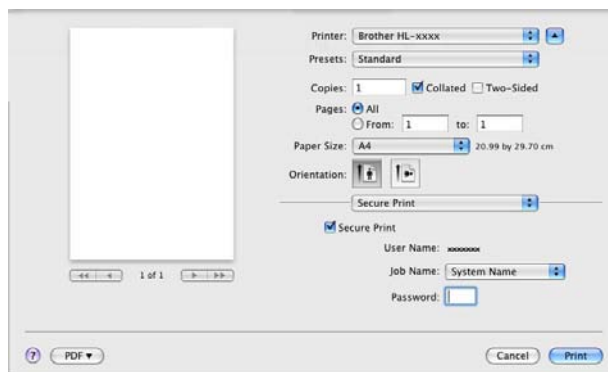 Printer: Brother HL-xxxx
Presets: Standard
Copies: 1 Collated Two-Sided
Pages: All
From: 1 to: 1
Paper Size: A4 20.99 by 29.70 cm
Orientation:
Secure Print
Secure Print
User Name: xxxxxxxx
Job Name: System Name
Password:
1 of 1
? PDF▼ Cancel Print